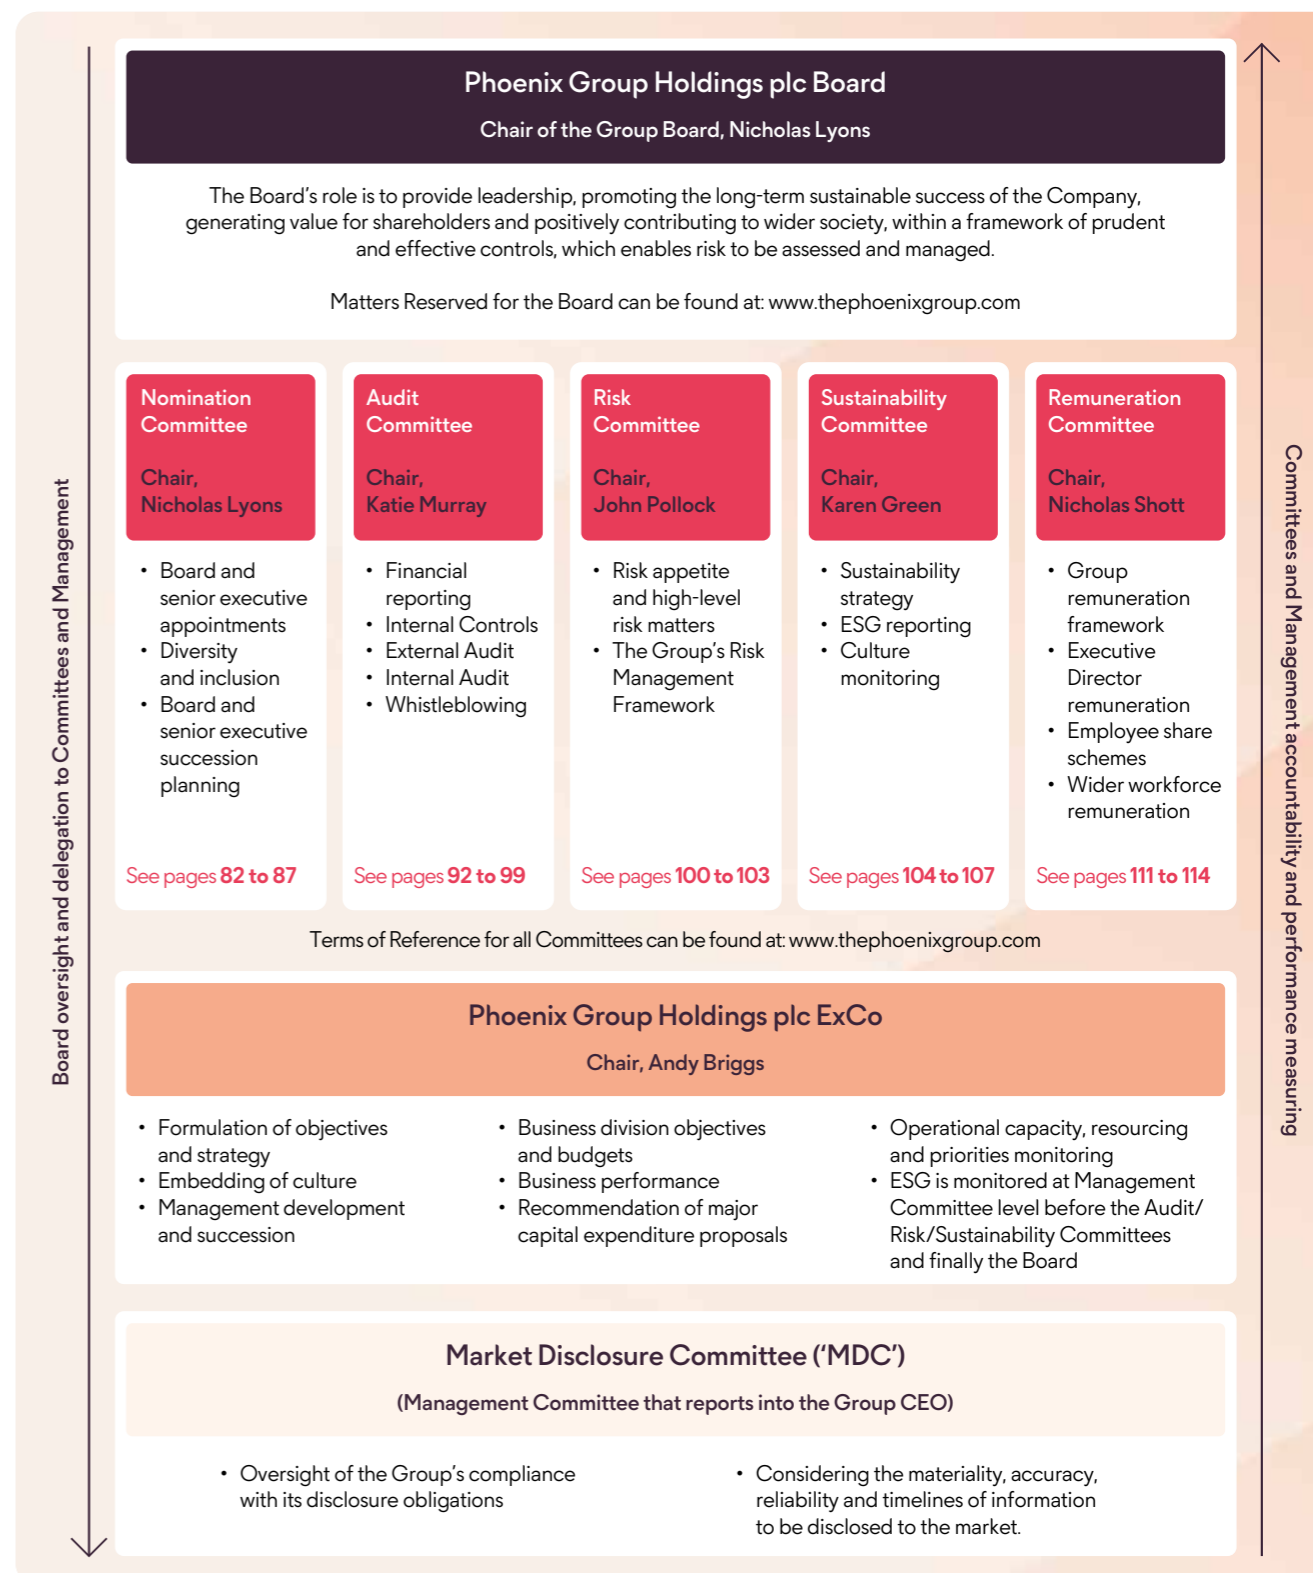 Phoenix Group Holdings plc Board
Chair of the Group Board, Nicholas Lyons
The Board's role is to provide leadership, promoting the long-term sustainable success of the Company,
generating value for shareholders and positively contributing to wider society, within a framework of prudent
and effective controls, which enables risk to be assessed and managed.
Matters Reserved for the Board can be found at: www.thephoenixgroup.com
Nomination
Committee
Chair,
Nicholas Lyons
• Board and
senior executive
appointments
• Diversity
and inclusion
• Board and
senior executive
succession
planning
See pages 82 to 87
Audit
Committee
Chair,
Katie Murray
• Financial
reporting
• Internal Controls
• External Audit
• Internal Audit
• Whistleblowing
See pages 92 to 99
Risk
Committee
Chair,
John Pollock
• Risk appetite
and high-level
risk matters
• The Group's Risk
Management
Framework
See pages 100 to 103
Sustainability
Committee
Chair,
Karen Green
• Sustainability
strategy
• ESG reporting
• Culture
monitoring
See pages 104 to 107
Remuneration
Committee
Chair,
Nicholas Shott
• Group
remuneration
framework
• Executive
Director
remuneration
• Employee share
schemes
• Wider workforce
remuneration
See pages 111 to 114
Terms of Reference for all Committees can be found at: www.thephoenixgroup.com
Phoenix Group Holdings plc ExCo
Chair, Andy Briggs
• Formulation of objectives
and strategy
• Embedding of culture
• Management development
and succession
• Business division objectives
and budgets
• Business performance
• Recommendation of major
capital expenditure proposals
• Operational capacity, resourcing
and priorities monitoring
• ESG is monitored at Management
Committee level before the Audit/
Risk/Sustainability Committees
and finally the Board
Market Disclosure Committee ('MDC')
(Management Committee that reports into the Group CEO)
• Oversight of the Group's compliance
with its disclosure obligations
• Considering the materiality, accuracy,
reliability and timelines of information
to be disclosed to the market.
Board oversight and delegation to Committees and Management
Committees and Management accountability and performance measuring